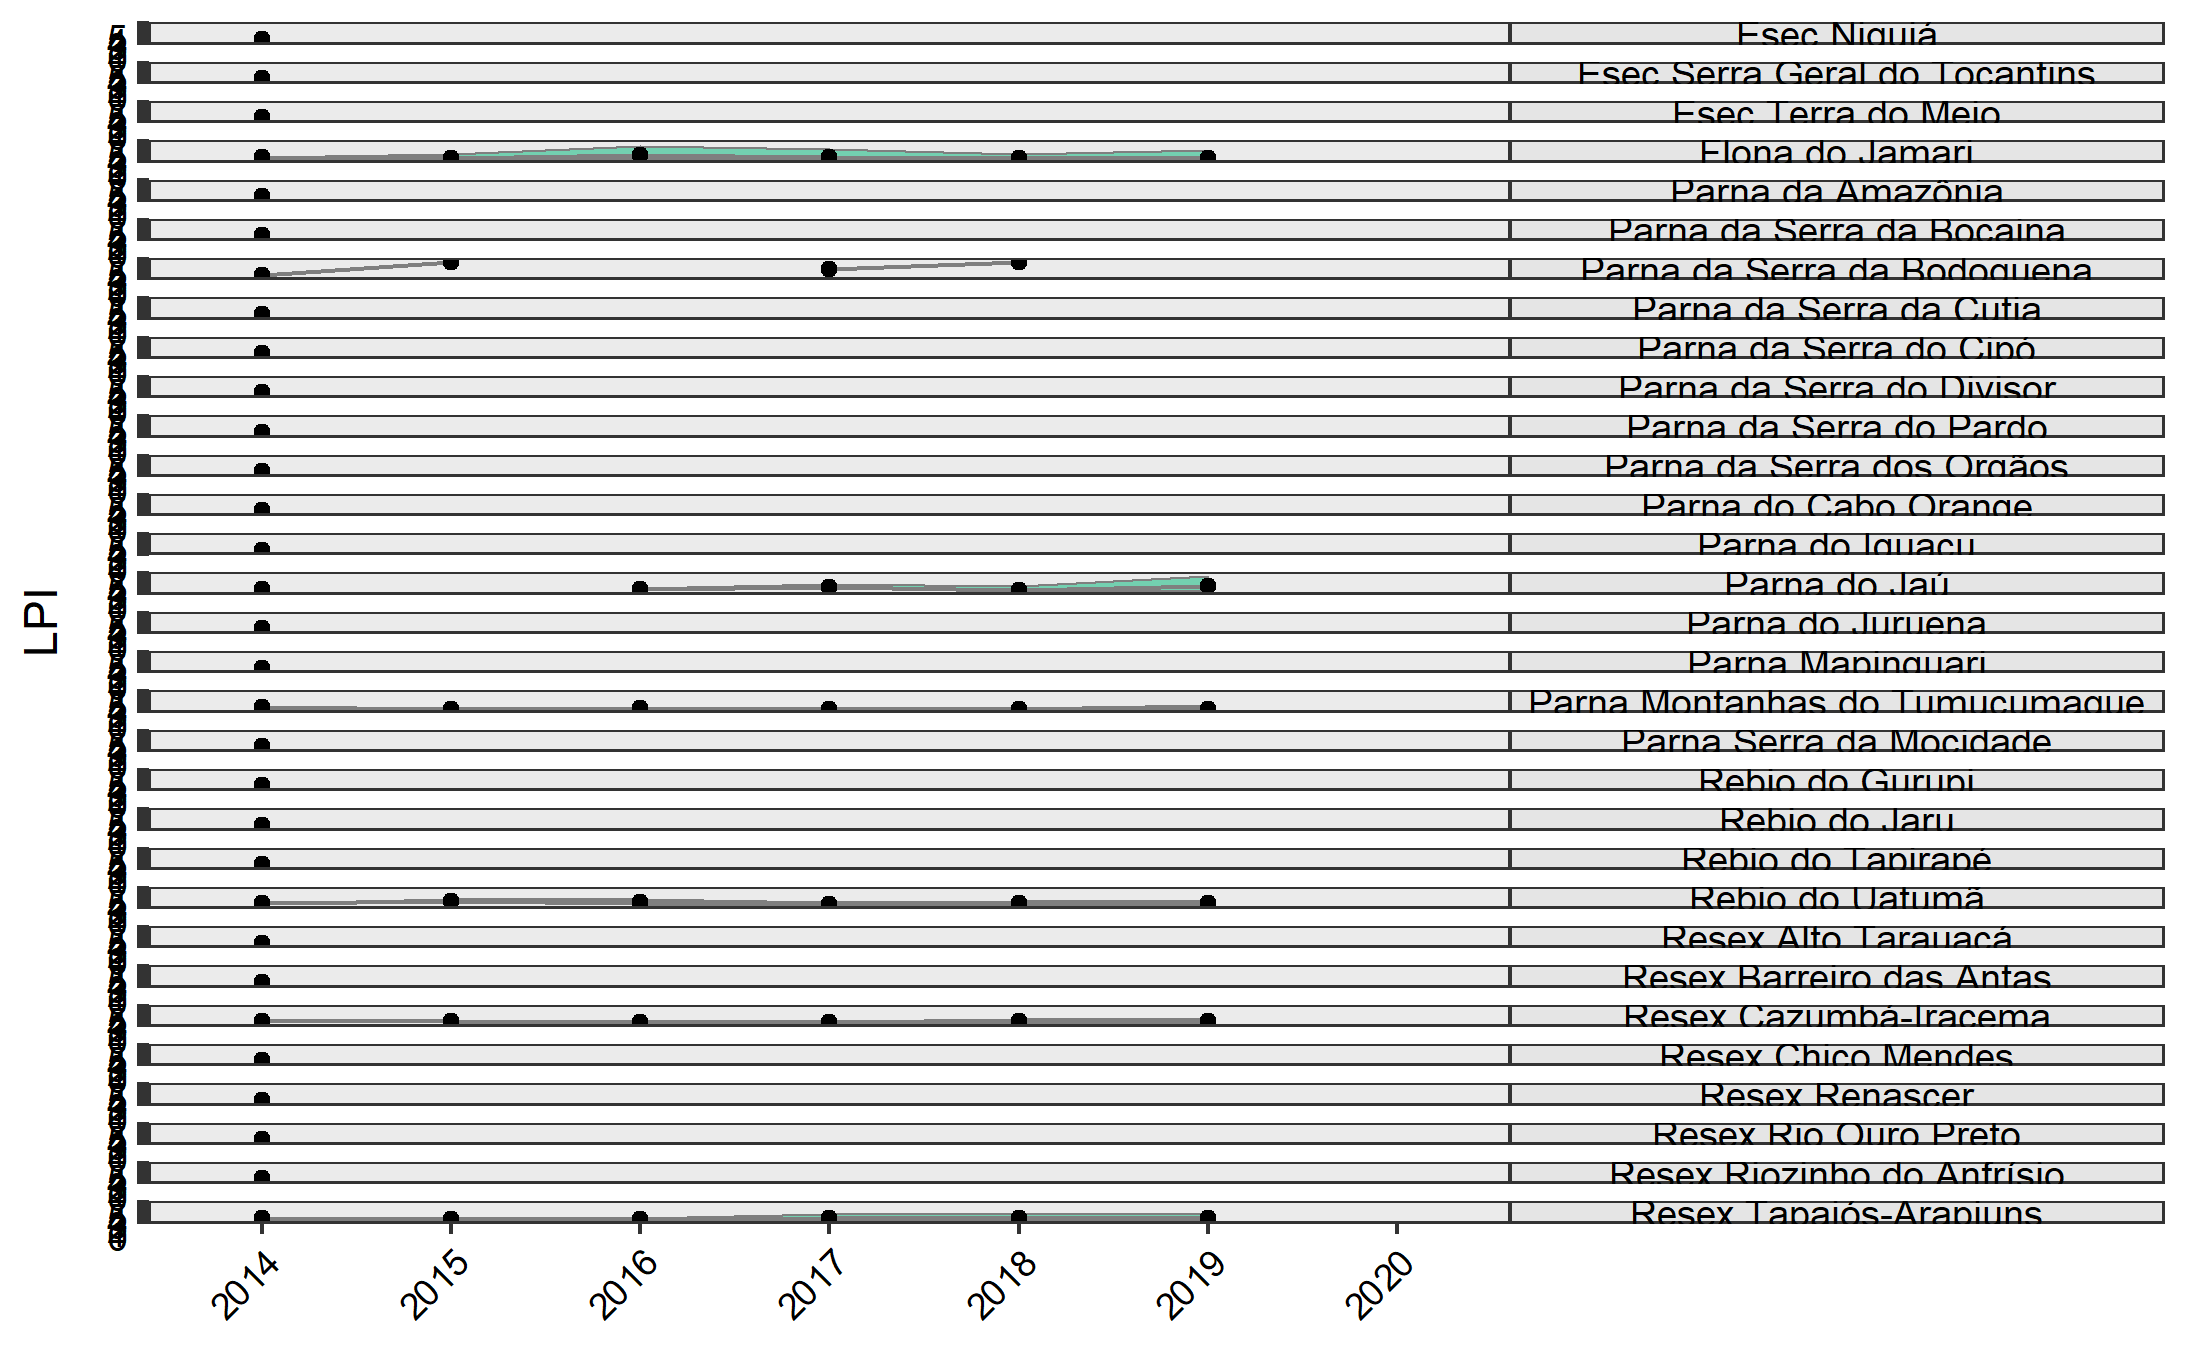 Esec Niquiá
Esec Serra Geral do Tocantins
Esec Terra do Meio
Flona do Jamari
Parna da Amazônia
Parna da Serra da Bocaina
Parna da Serra da Bodoquena
Parna da Serra da Cutia
Parna da Serra do Cipó
Parna da Serra do Divisor
Parna da Serra do Pardo
Parna da Serra dos Órgãos
Parna do Cabo Orange
Parna do Iguaçu
Parna do Jaú
Parna do Juruena
Parna Mapinguari
Parna Montanhas do Tumucumaque
Parna Serra da Mocidade
Rebio do Gurupi
Rebio do Jaru
Rebio do Tapirapé
Rebio do Uatumã
Resex Alto Tarauacá
Resex Barreiro das Antas
Resex Cazumbá-Iracema
Resex Chico Mendes
Resex Renascer
Resex Rio Ouro Preto
Resex Riozinho do Anfrísio
Resex Tapajós-Arapiuns
LPI
2014 2015 2016 2017 2018 2019 2020